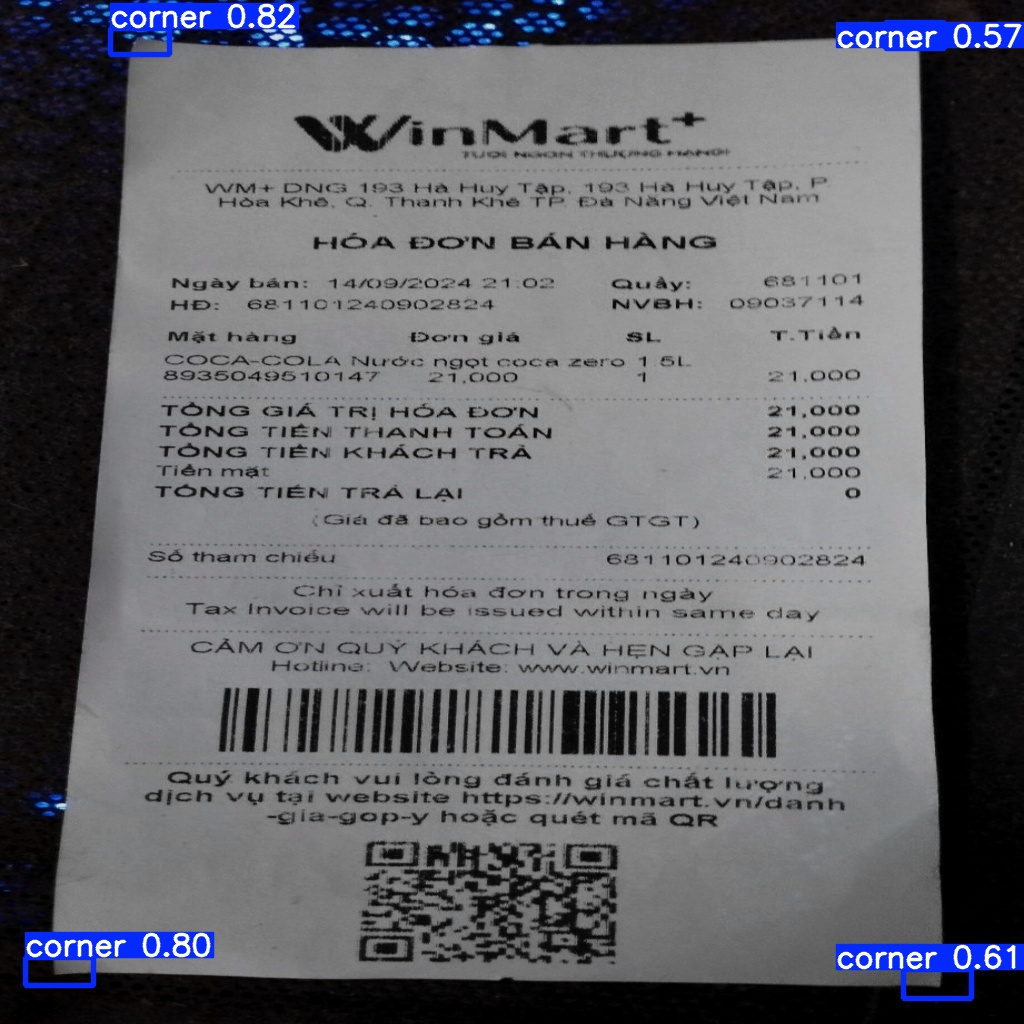 corner 0.82
corner 0.57
WinMart+
TƯƠI NGON THƯỢNG HẠNG!
WM+ DNG 193 Hà Huy Tập, 193 Hà Huy Tập, P.
Hòa Khê, Q. Thanh Khê TP. Đà Nẵng Việt Nam
HÓA ĐƠN BÁN HÀNG
Ngày bán: 14/09/2024 21:02 Quầy: 681101
HĐ: 681101240902824 NVBH: 09037114
Mặt hàng Đơn giá SL T.Tiền
COCA-COLA Nước ngọt coca zero 1.5L
8935049510147 21,000 1 21,000
TỔNG GIÁ TRỊ HÓA ĐƠN 21,000
TỔNG TIỀN THANH TOÁN 21,000
TỔNG TIỀN KHÁCH TRẢ 21,000
Tiền mặt 21,000
TỔNG TIỀN TRẢ LẠI 0
(Giá đã bao gồm thuế GTGT)
Số tham chiếu 681101240902824
Chỉ xuất hóa đơn trong ngày
Tax Invoice will be issued within same day
CẢM ƠN QUÝ KHÁCH VÀ HẸN GẶP LẠI
Hotline: Website: www.winmart.vn
Quý khách vui lòng đánh giá chất lượng
dịch vụ tại website https://winmart.vn/danh
-gia-gop-y hoặc quét mã QR
corner 0.80
corner 0.61